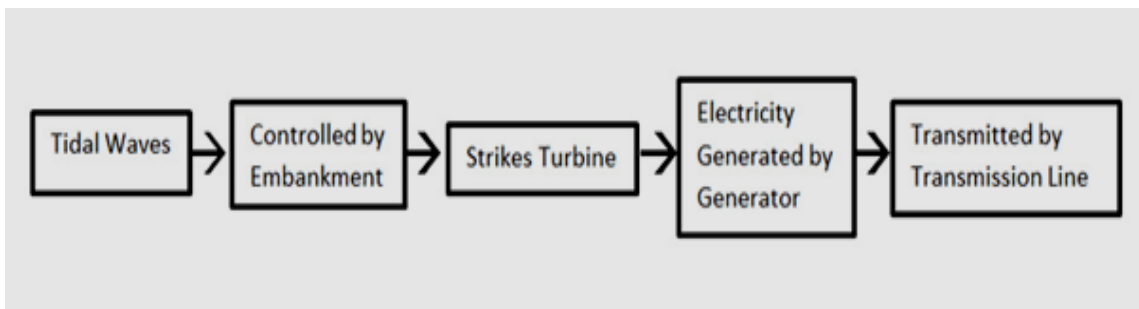 Tidal Waves
Controlled by
Embankment
Strikes Turbine
Electricity
Generated by
Generator
Transmitted by
Transmission Line